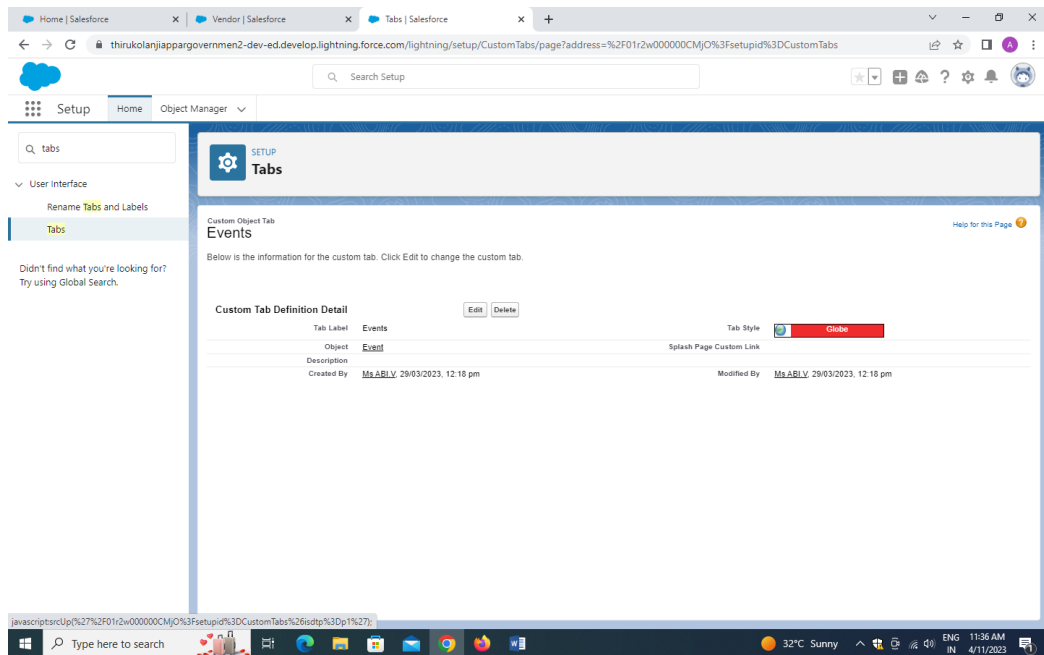 Home | Salesforce
Vendor | Salesforce
Tabs | Salesforce
thirukolanjiappargovernmen2-dev-ed.develop.lightning.force.com/lightning/setup/CustomTabs/page?address=%2F01r2w000000CMjO%3Fsetupid%3DCustomTabs
A
Search Setup
Setup
Home
Object Manager
tabs
User Interface
Rename Tabs and Labels
Tabs
Didn't find what you're looking for?
Try using Global Search.
SETUP
Tabs
Custom Object Tab
Events
Help for this Page
Below is the information for the custom tab. Click Edit to change the custom tab.
Custom Tab Definition Detail Edit Delete
Tab Label Events Tab Style Globe
Object Event Splash Page Custom Link
Description
Created By Ms ABI.V, 29/03/2023, 12:18 pm Modified By Ms ABI.V, 29/03/2023, 12:18 pm
javascript:srcUp(%27%2F01r2w000000CMjO%3Fsetupid%3DCustomTabs%26isdtp%3Dp1%27);
Type here to search
32°C Sunny
ENG
IN
11:36 AM
4/11/2023